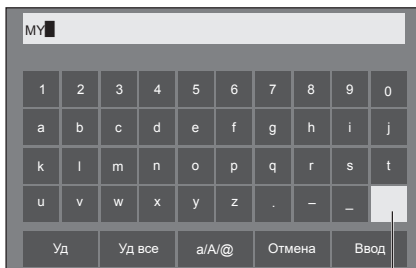 MY
1 2 3 4 5 6 7 8 9 0
a b c d e f g h i j
k l m n o p q r s t
u v w x y z . – _
Уд Уд все a/A/@ Отмена Ввод